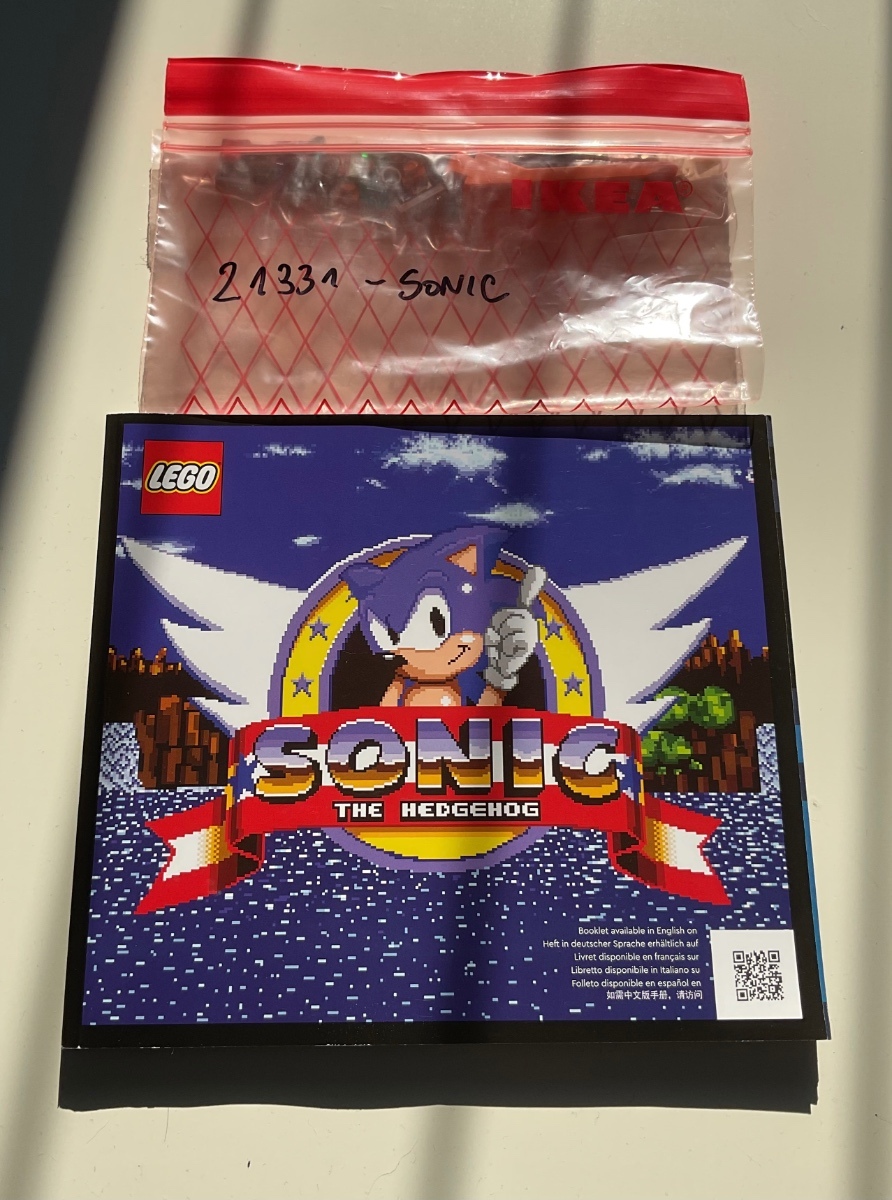 IKEA®
21331 - SONIC
LEGO
SONIC
THE HEDGEHOG
Booklet available in English on
Heft in deutscher Sprache erhältlich auf
Livret disponible en français sur
Libretto disponibile in Italiano su
Folleto disponible en español en
如需中文版手册，请访问